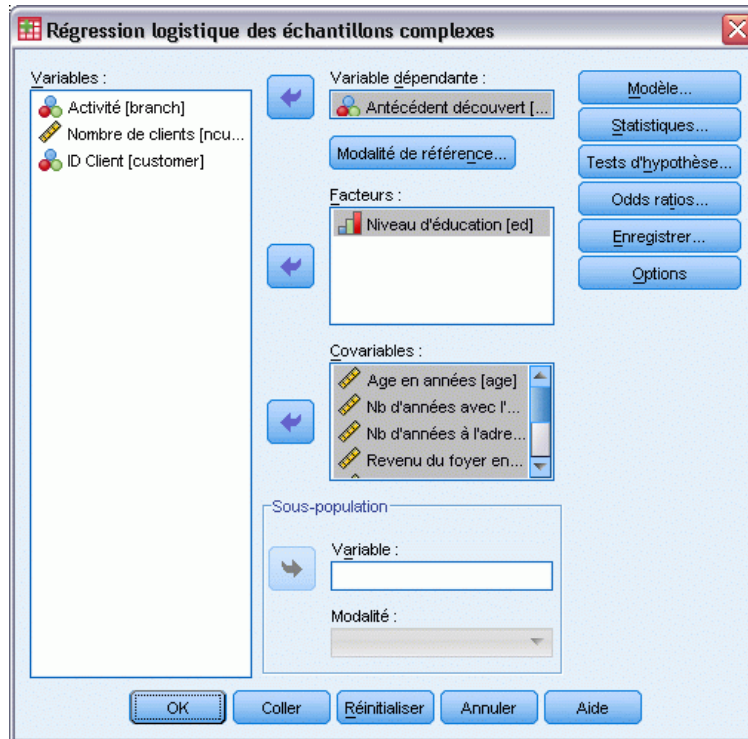 Régression logistique des échantillons complexes
Variables :
Activité [branch]
Nombre de clients [ncu...
ID Client [customer]
Variable dépendante :
Antécédent découvert [...
Modalité de référence...
Facteurs :
Niveau d'éducation [ed]
Covariables :
Age en années [age]
Nb d'années avec l'...
Nb d'années à l'adre...
Revenu du foyer en...
Sous-population
Variable :
Modalité :
Modèle...
Statistiques...
Tests d'hypothèse...
Odds ratios...
Enregistrer...
Options
OK
Coller
Réinitialiser
Annuler
Aide